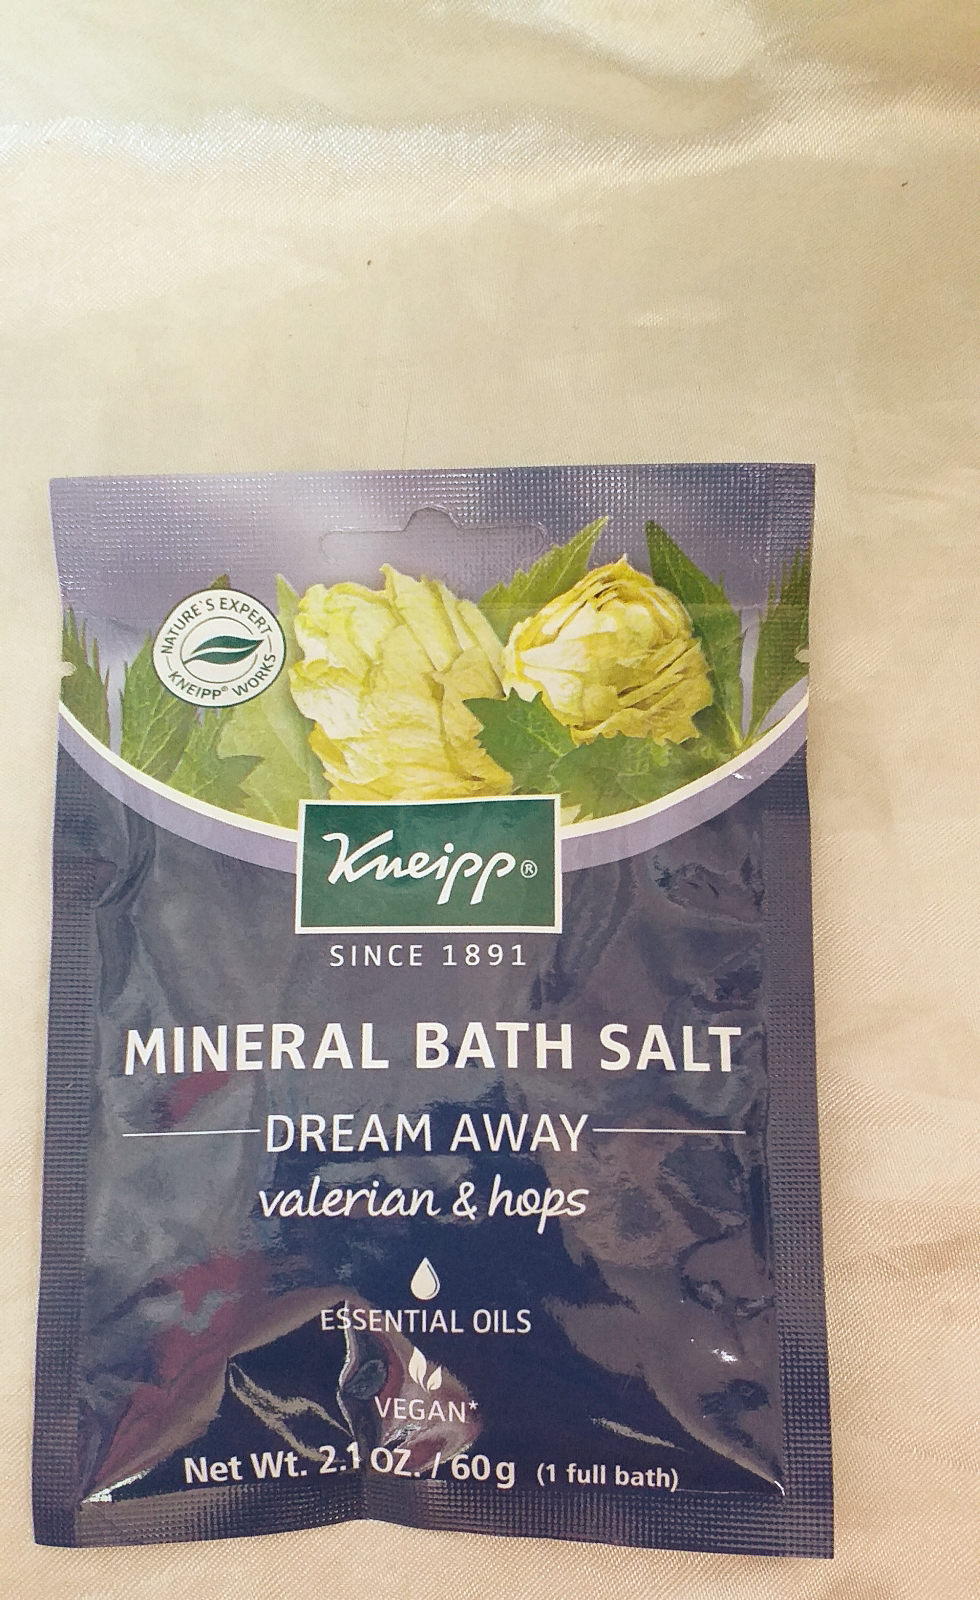 NATURE'S EXPERT
KNEIPP® WORKS
Kneipp®
SINCE 1891
MINERAL BATH SALT
DREAM AWAY
valerian & hops
ESSENTIAL OILS
VEGAN*
Net Wt. 2.1 OZ. / 60g (1 full bath)